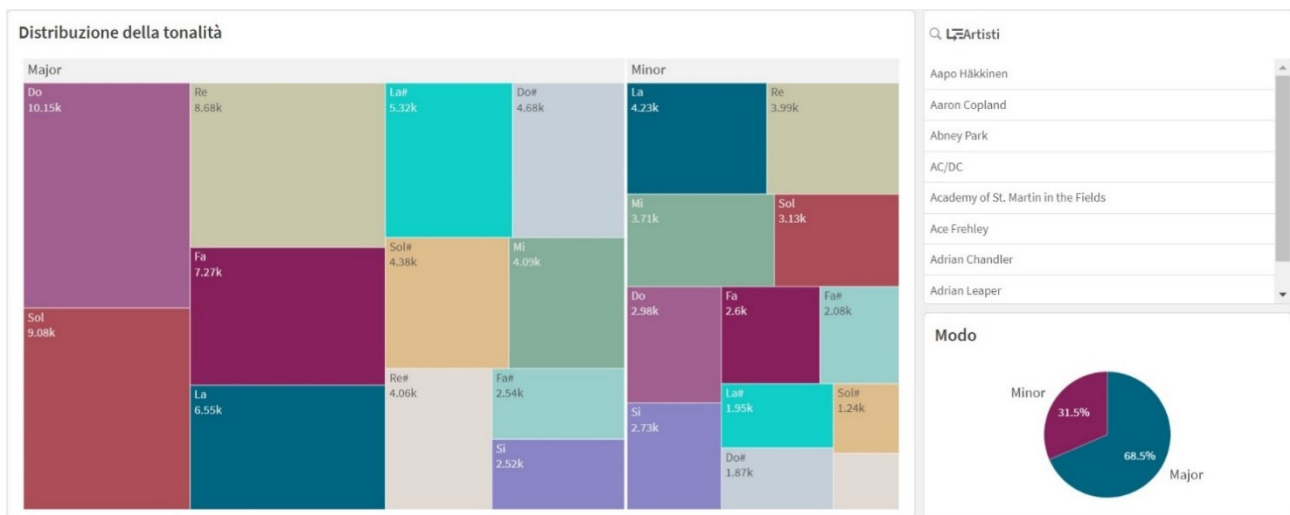 Distribuzione della tonalità
Major
Do
10.15k
Sol
9.08k
Re
8.68k
Fa
7.27k
La
6.55k
La#
5.32k
Do#
4.68k
Sol#
4.38k
Mi
4.09k
Re#
4.06k
Fa#
2.54k
Si
2.52k
Minor
La
4.23k
Re
3.99k
Mi
3.71k
Sol
3.13k
Do
2.98k
Si
2.73k
Fa
2.6k
Fa#
2.08k
La#
1.95k
Do#
1.87k
Sol#
1.24k
Artisti
Aapo Häkkinen
Aaron Copland
Abney Park
AC/DC
Academy of St. Martin in the Fields
Ace Frehley
Adrian Chandler
Adrian Leaper
Modo
Minor
31.5%
68.5%
Major